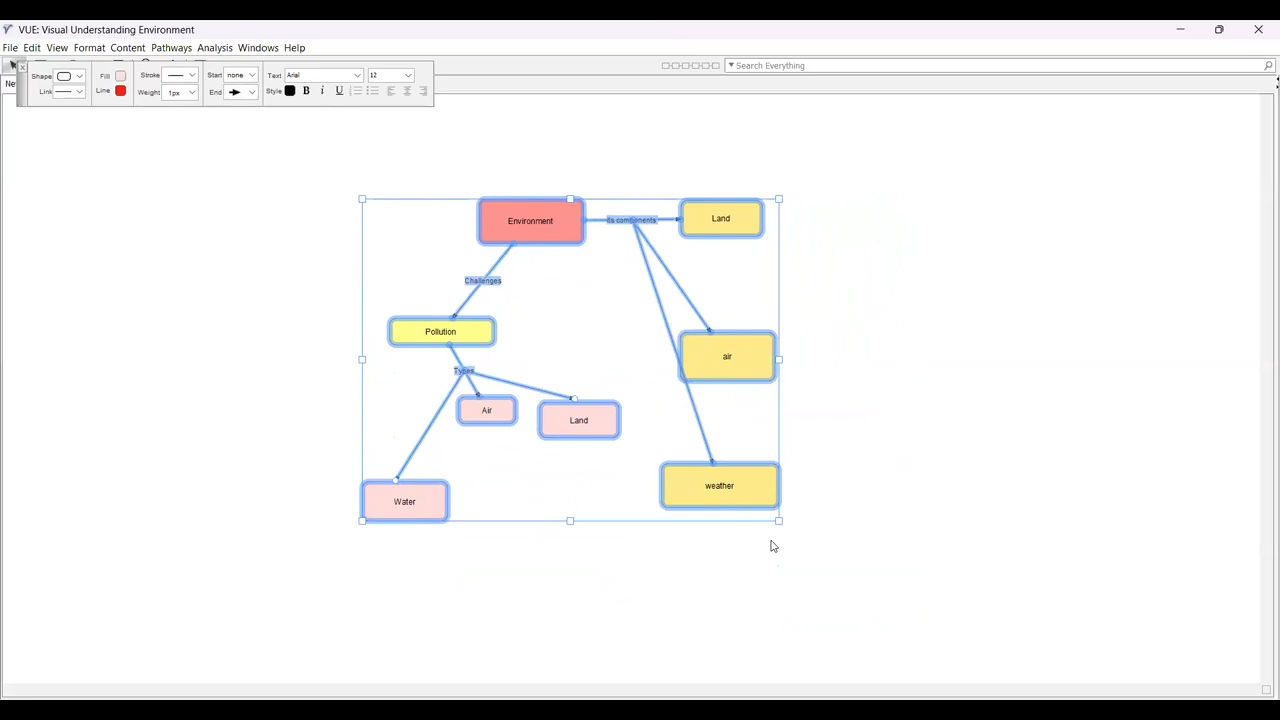 VUE: Visual Understanding Environment
File Edit View Format Content Pathways Analysis Windows Help
Shape Fill Stroke Start none Text Arial 12
Search Everything
Link Line Weight 1px End Style B i U
Environment
its components
Land
Challenges
Pollution
air
Types
Air
Land
weather
Water